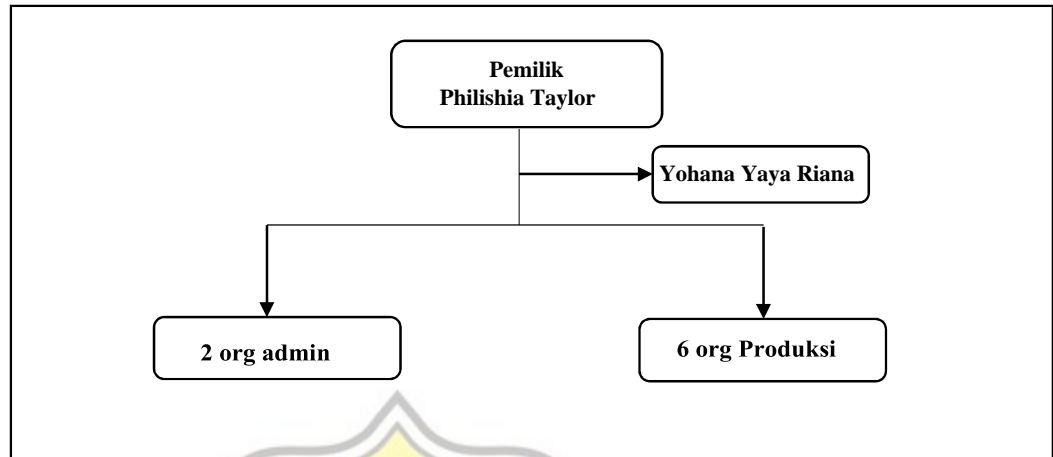 Pemilik
Philishia Taylor
Yohana Yaya Riana
2 org admin
6 org Produksi